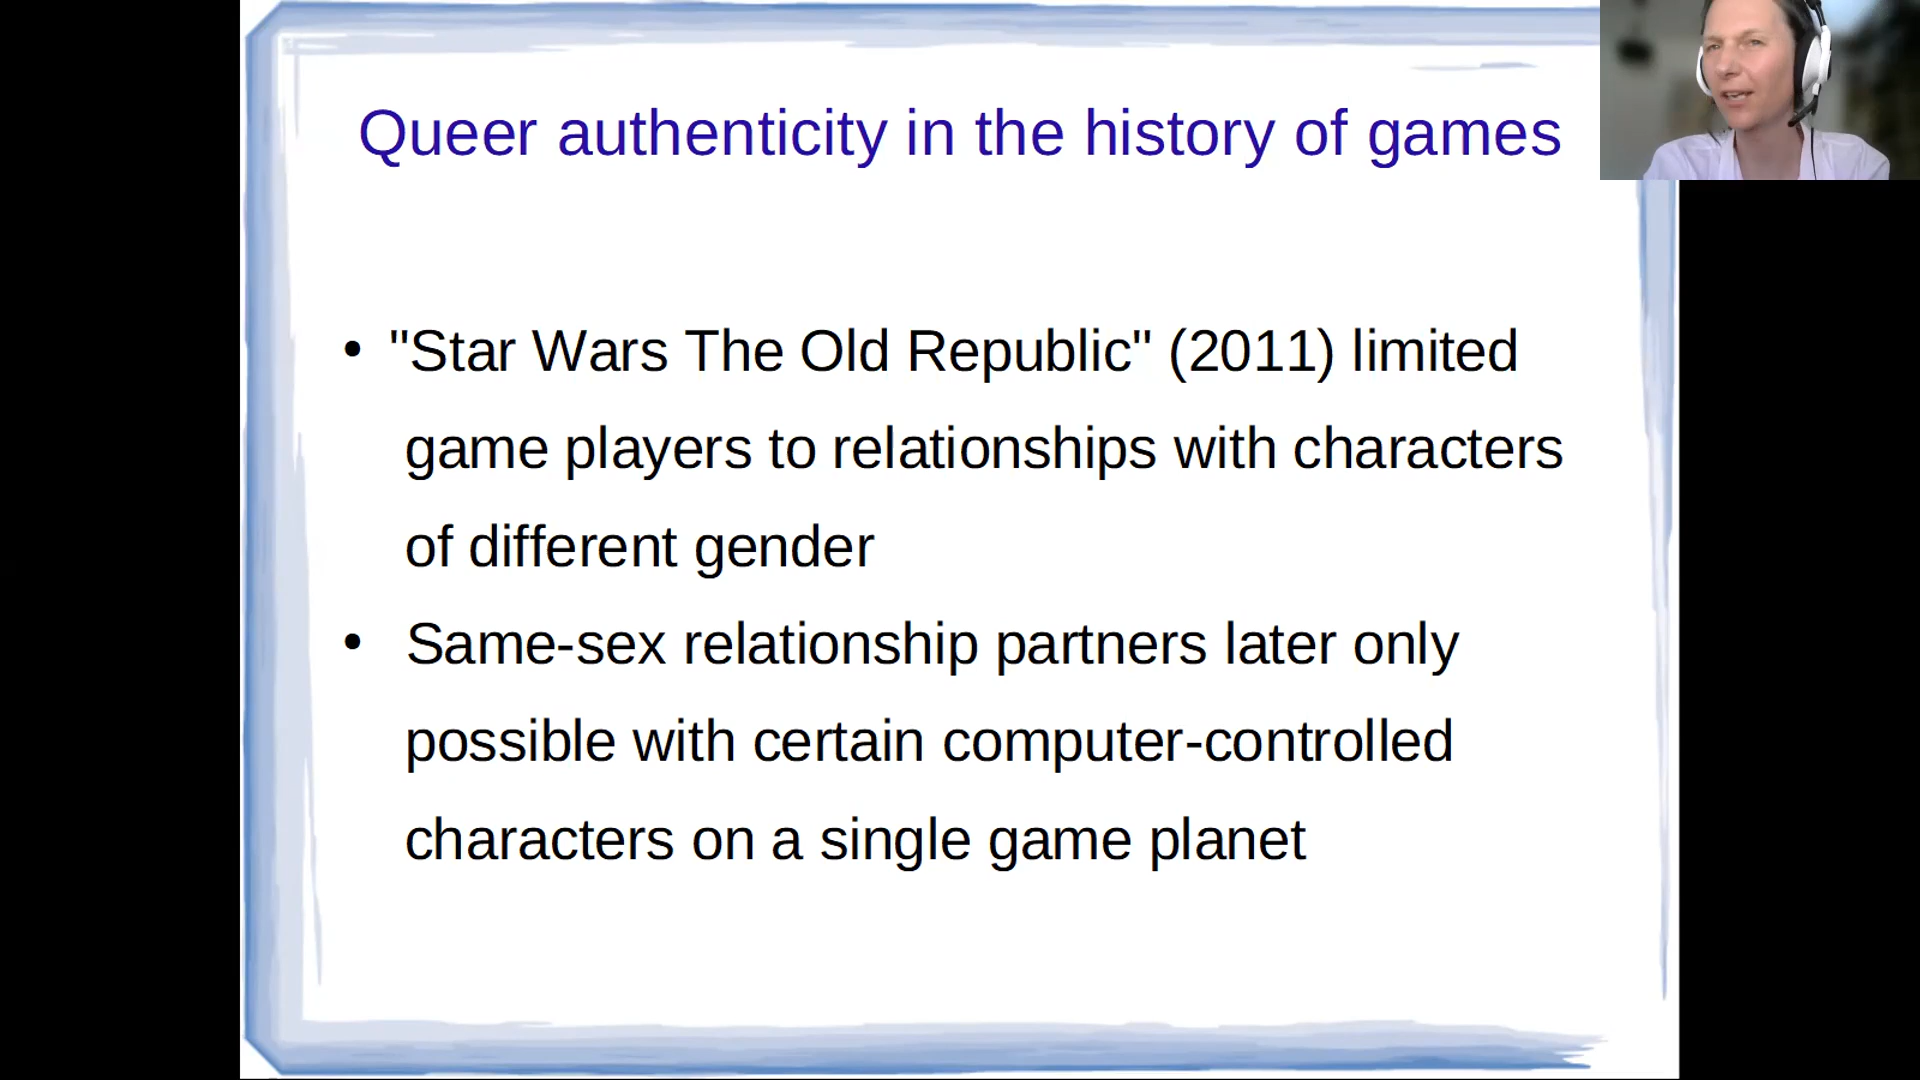 Queer authenticity in the history of games
• "Star Wars The Old Republic" (2011) limited
game players to relationships with characters
of different gender
• Same-sex relationship partners later only
possible with certain computer-controlled
characters on a single game planet